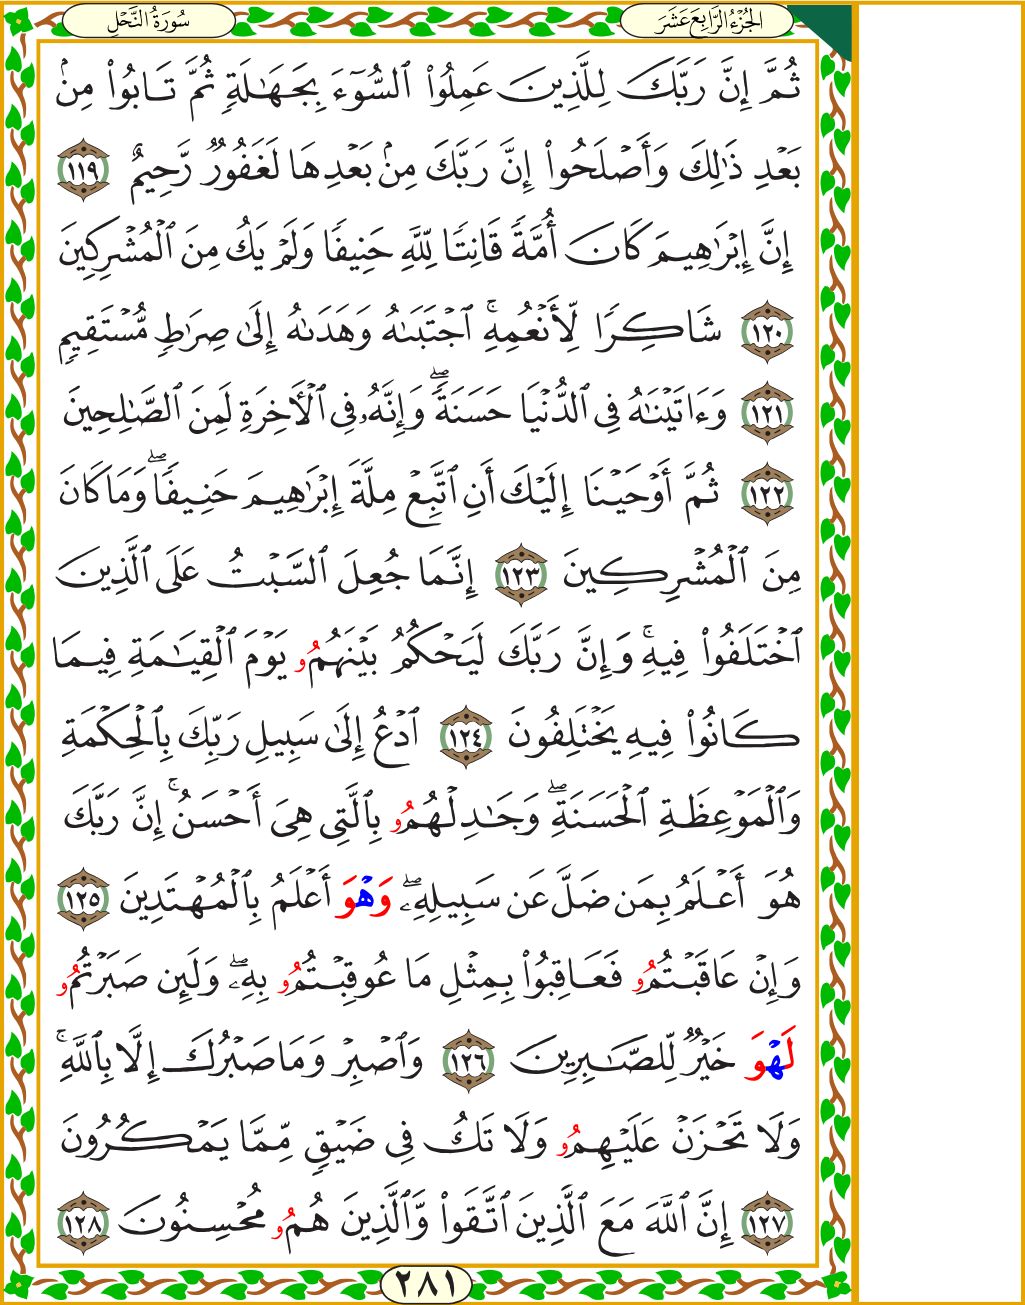 الجُزْءُ الرَّابِعَ عَشَرَ
سُورَةُ النَّحْلِ
ثُمَّ إِنَّ رَبَّكَ لِلَّذِينَ عَمِلُواْ ٱلسُّوٓءَ بِجَهَٰلَةٖ ثُمَّ تَابُواْ مِنۢ
بَعۡدِ ذَٰلِكَ وَأَصۡلَحُوٓاْ إِنَّ رَبَّكَ مِنۢ بَعۡدِهَا لَغَفُورٞ رَّحِيمٌ ١١٩
إِنَّ إِبۡرَٰهِيمَ كَانَ أُمَّةٗ قَانِتٗا لِّلَّهِ حَنِيفٗا وَلَمۡ يَكُ مِنَ ٱلۡمُشۡرِكِينَ
١٢٠ شَاكِرٗا لِّأَنۡعُمِهِۚ ٱجۡتَبَىٰهُ وَهَدَىٰهُ إِلَىٰ صِرَٰطٖ مُّسۡتَقِيمٖ
١٢١ وَءَاتَيۡنَٰهُ فِي ٱلدُّنۡيَا حَسَنَةٗۖ وَإِنَّهُۥ فِي ٱلۡأٓخِرَةِ لَمِنَ ٱلصَّٰلِحِينَ
١٢٢ ثُمَّ أَوۡحَيۡنَآ إِلَيۡكَ أَنِ ٱتَّبِعۡ مِلَّةَ إِبۡرَٰهِيمَ حَنِيفٗاۖ وَمَا كَانَ
مِنَ ٱلۡمُشۡرِكِينَ ١٢٣ إِنَّمَا جُعِلَ ٱلسَّبۡتُ عَلَى ٱلَّذِينَ
ٱخۡتَلَفُواْ فِيهِۚ وَإِنَّ رَبَّكَ لَيَحۡكُمُ بَيۡنَهُمُۥ يَوۡمَ ٱلۡقِيَٰمَةِ فِيمَا
كَانُواْ فِيهِ يَخۡتَلِفُونَ ١٢٤ ٱدۡعُ إِلَىٰ سَبِيلِ رَبِّكَ بِٱلۡحِكۡمَةِ
وَٱلۡمَوۡعِظَةِ ٱلۡحَسَنَةِۖ وَجَٰدِلۡهُمُۥ بِٱلَّتِي هِيَ أَحۡسَنُۚ إِنَّ رَبَّكَ
هُوَ أَعۡلَمُ بِمَن ضَلَّ عَن سَبِيلِهِۦۖ وَهۡوَ أَعۡلَمُ بِٱلۡمُهۡتَدِينَ ١٢٥
وَإِنۡ عَاقَبۡتُمُۥ فَعَاقِبُواْ بِمِثۡلِ مَا عُوقِبۡتُمُۥ بِهِۦۖ وَلَئِن صَبَرۡتُمُۥ
لَهۡوَ خَيۡرٞ لِّلصَّٰبِرِينَ ١٢٦ وَٱصۡبِرۡ وَمَا صَبۡرُكَ إِلَّا بِٱللَّهِۚ
وَلَا تَحۡزَنۡ عَلَيۡهِمُۥ وَلَا تَكُ فِي ضَيۡقٖ مِّمَّا يَمۡكُرُونَ
١٢٧ إِنَّ ٱللَّهَ مَعَ ٱلَّذِينَ ٱتَّقَواْ وَّٱلَّذِينَ هُمُۥ مُحۡسِنُونَ ١٢٨
٢٨١